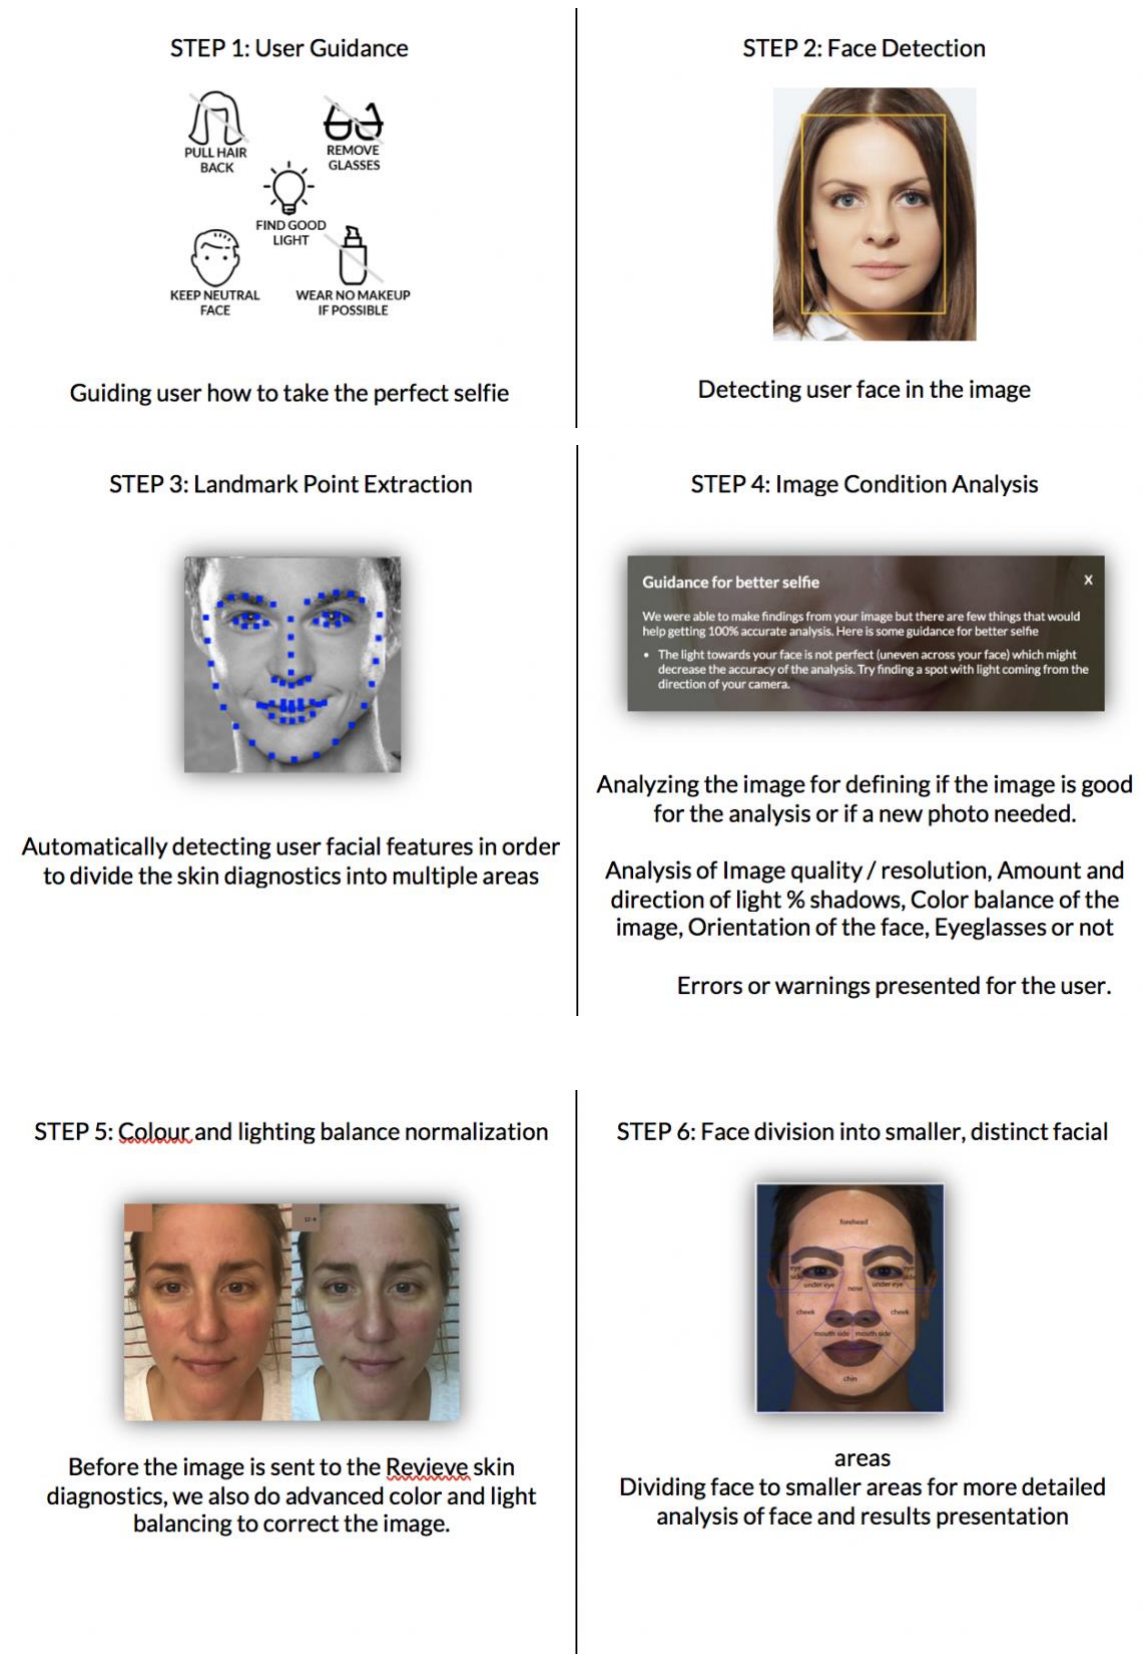 STEP 1: User Guidance
PULL HAIR
BACK
REMOVE
GLASSES
FIND GOOD
LIGHT
KEEP NEUTRAL
FACE
WEAR NO MAKEUP
IF POSSIBLE
Guiding user how to take the perfect selfie
STEP 2: Face Detection
Detecting user face in the image
STEP 3: Landmark Point Extraction
Automatically detecting user facial features in order
to divide the skin diagnostics into multiple areas
STEP 4: Image Condition Analysis
Guidance for better selfie
X
We were able to make findings from your image but there are few things that would
help getting 100% accurate analysis. Here is some guidance for better selfie
• The light towards your face is not perfect (uneven across your face) which might
decrease the accuracy of the analysis. Try finding a spot with light coming from the
direction of your camera.
Analyzing the image for defining if the image is good
for the analysis or if a new photo needed.
Analysis of Image quality / resolution, Amount and
direction of light % shadows, Color balance of the
image, Orientation of the face, Eyeglasses or not
Errors or warnings presented for the user.
STEP 5: Colour and lighting balance normalization
Before the image is sent to the Revieve skin
diagnostics, we also do advanced color and light
balancing to correct the image.
STEP 6: Face division into smaller, distinct facial
forehead
eye
side
eye
side
under eye
nose
under eye
cheek
cheek
mouth side
mouth side
chin
areas
Dividing face to smaller areas for more detailed
analysis of face and results presentation